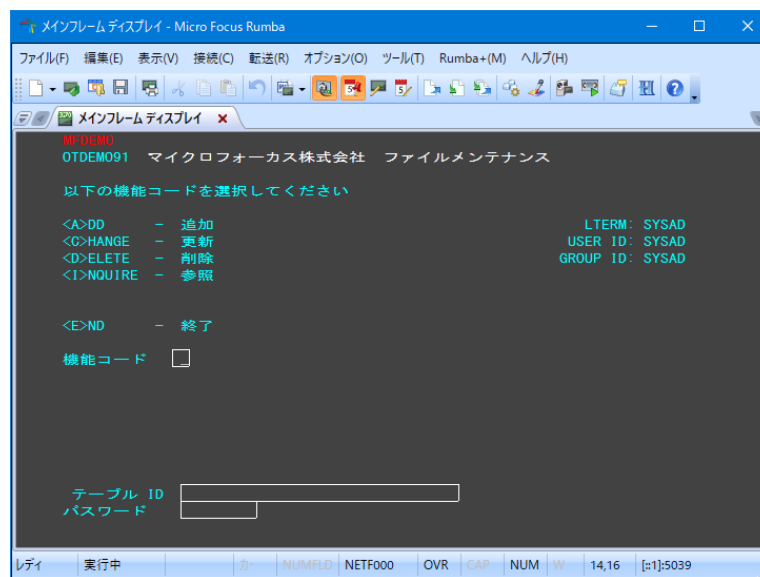 メインフレーム ディスプレイ - Micro Focus Rumba
ファイル(F) 編集(E) 表示(V) 接続(C) 転送(R) オプション(O) ツール(T) Rumba+(M) ヘルプ(H)
メインフレーム ディスプレイ
MFDEMO
OTDEMO91 マイクロフォーカス株式会社 ファイルメンテナンス
以下の機能コードを選択してください
<A>DD - 追加 LTERM: SYSAD
<C>HANGE - 更新 USER ID: SYSAD
<D>ELETE - 削除 GROUP ID: SYSAD
<I>NQUIRE - 参照
<E>ND - 終了
機能コード _
テーブル ID
パスワード
レディ 実行中 カナ NUMFLD NETF000 OVR CAP NUM W 14,16 [::1]:5039